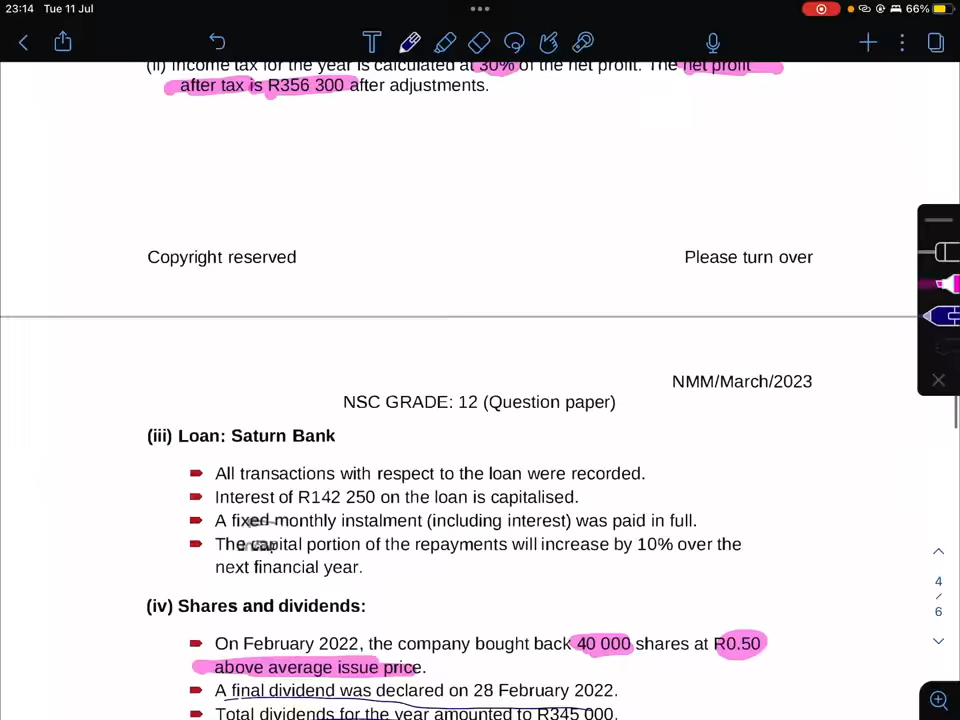 23:14 Tue 11 Jul
66%
(ii) Income tax for the year is calculated at 30% of the net profit. The net profit
after tax is R356 300 after adjustments.
Copyright reserved
Please turn over
NMM/March/2023
NSC GRADE: 12 (Question paper)
(iii) Loan: Saturn Bank
All transactions with respect to the loan were recorded.
Interest of R142 250 on the loan is capitalised.
A fixed monthly instalment (including interest) was paid in full.
The capital portion of the repayments will increase by 10% over the
next financial year.
4
/
6
(iv) Shares and dividends:
On February 2022, the company bought back 40 000 shares at R0.50
above average issue price.
A final dividend was declared on 28 February 2022.
Total dividends for the year amounted to R345 000.